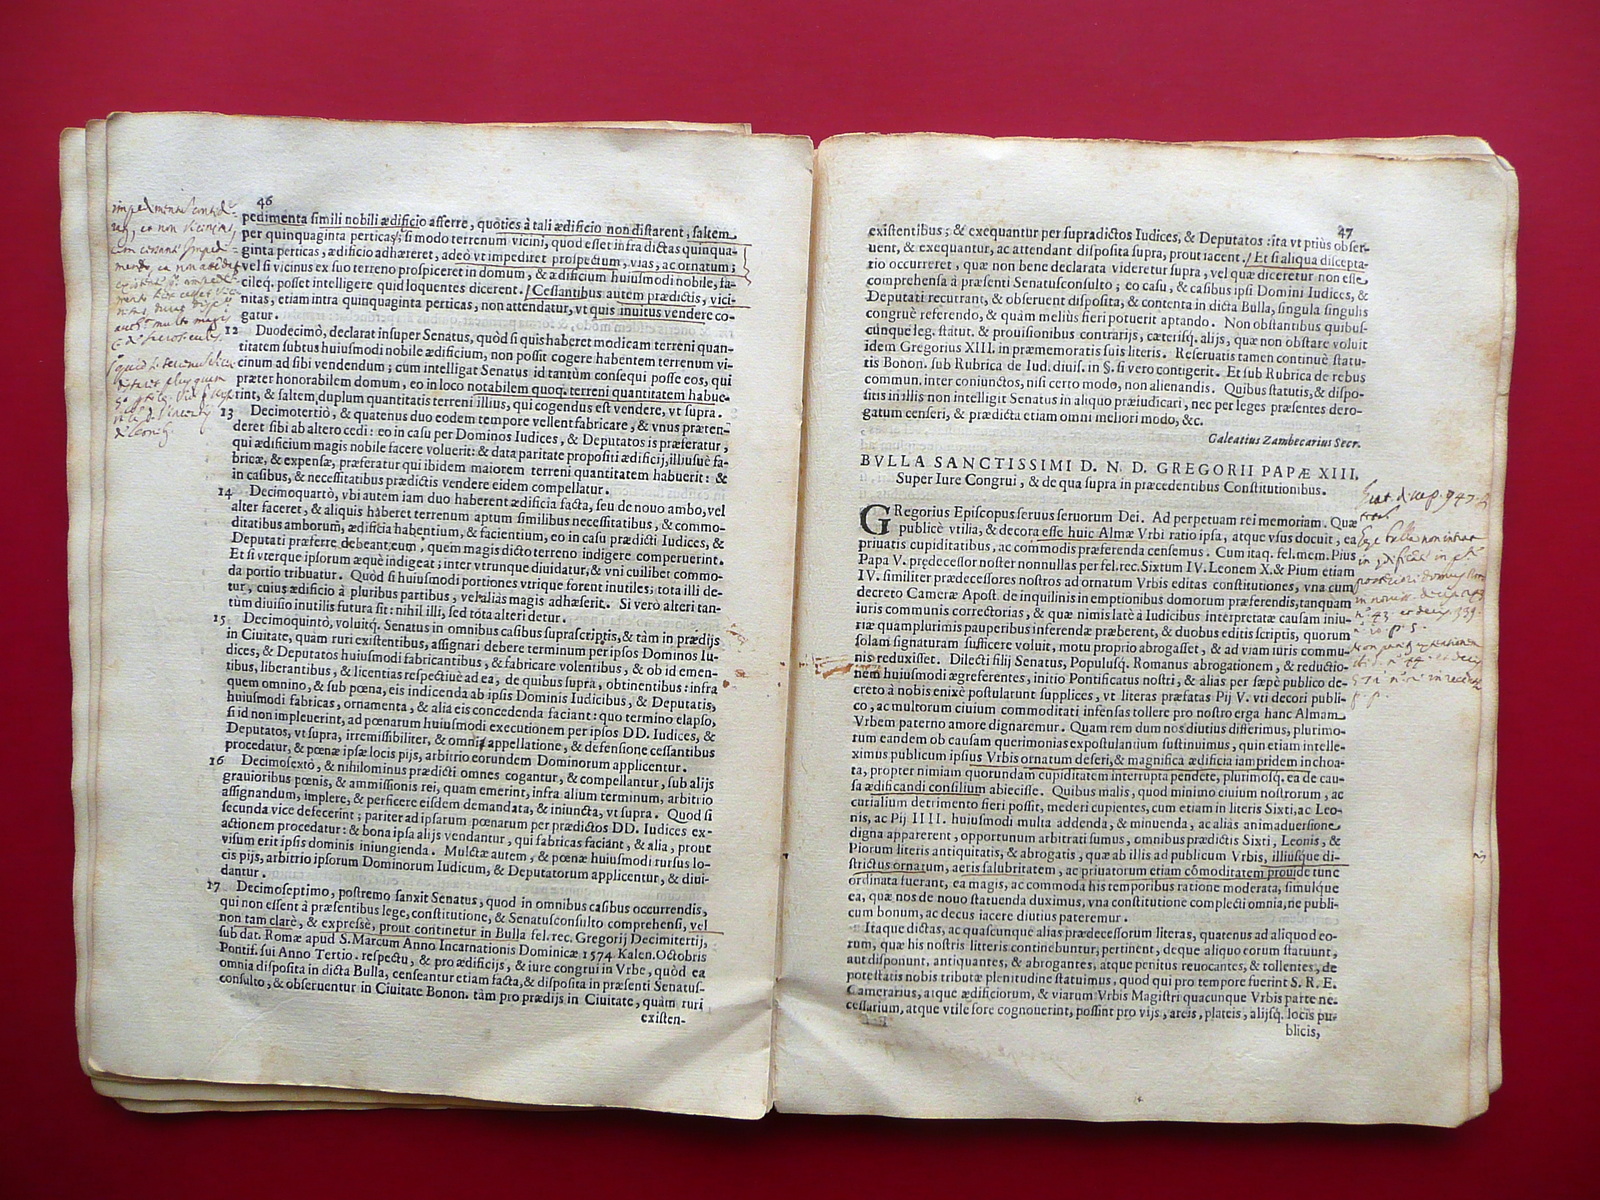 46
pedimenta simili nobili ædificio afferre, quoties à tali ædificio non distarent, saltem
per quinquaginta perticas; si modo terrenum vicini, quod esset infra dictas quinqua-
ginta perticas, ædificio adhæreret, adeò vt impediret prospectum, vias, ac ornatum;
vel si vicinus ex suo terreno prospiceret in domum, & ædificium huiusmodi nobile, fa-
cileq. posset intelligere quid loquentes dicerent. Cessantibus autem prædictis, vici-
nitas, etiam intra quinquaginta perticas, non attendatur, vt quis inuitus vendere co-
gatur.
12 Duodecimò, declarat insuper Senatus, quòd si quis haberet modicam terreni quan-
titatem subtus huiusmodi nobile ædificium, non possit cogere habentem terrenum vi-
cinum ad sibi vendendum; cùm intelligat Senatus id tantùm consequi posse eos, qui
præter honorabilem domum, eo in loco notabilem quoq. terreni quantitatem habue-
rint, & saltem duplum quantitatis terreni illius, qui cogendus est vendere, vt supra.
13 Decimotertiò, & quatenus duo eodem tempore vellent fabricare, & vnus præten-
deret sibi ab altero cedi: eo in casu per Dominos Iudices, & Deputatos is præferatur,
qui ædificium magis nobile facere voluerit: & data paritate propositi ædificij, illiusuè fa-
bricæ, & expensæ, præferatur qui ibidem maiorem terreni quantitatem habuerit: &
in casibus, & necessitatibus prædictis vendere eidem compellatur.
14 Decimoquartò, vbi autem iam duo haberent ædificia facta, seu de nouo ambo, vel
alter faceret, & aliquis haberet terrenum aptum similibus necessitatibus, & commo-
ditatibus amborum, ædificia habentium, & facientium, eo in casu prædicti Iudices, &
Deputati præferre debeant eum, quem magis dicto terreno indigere compererunt.
Et si vterque ipsorum æquè indigeat; inter vtrunque diuidatur, & vni cuilibet commo-
da portio tribuatur. Quòd si huiusmodi portiones vtrique forent inutiles; tota illi de-
tur, cuius ædificio à pluribus partibus, vel aliàs magis adhæserit. Si verò alteri tan-
tùm diuisio inutilis futura sit: nihil illi, sed tota alteri detur.
15 Decimoquintò, voluitq. Senatus in omnibus casibus suprascriptis, & tàm in prædijs
in Ciuitate, quàm ruri existentibus, assignari debere terminum per ipsos Dominos Iu-
dices, & Deputatos huiusmodi fabricantibus, & fabricare volentibus, & ob id emen-
tibus, liberantibus, & licentias respectiuè ad ea, de quibus supra, obtinentibus: infra
quem omnino, & sub pœna, eis indicenda ab ipsis Dominis Iudicibus, & Deputatis,
huiusmodi fabricas, ornamenta, & alia eis concedenda faciant: quo termino elapso,
si id non impleuerint, ad pœnarum huiusmodi executionem per ipsos DD. Iudices, &
Deputatos, vt supra, irremissibiliter, & omni appellatione, & defensione cessantibus
procedatur, & pœnæ ipsæ locis pijs, arbitrio eorundem Dominorum applicentur.
16 Decimosextò, & nihilominus prædicti omnes cogantur, & compellantur, sub alijs
grauioribus pœnis, & ammissionis rei, quam emerint, infra alium terminum, arbitrio
assignandum, implere, & perficere eisdem demandata, & iniuncta, vt supra. Quod si
secunda vice defecerint; pariter ad ipsarum pœnarum per prædictos DD. Iudices ex-
actionem procedatur: & bona ipsa alijs vendantur, qui fabricas faciant, & alia, prout
visum erit ipsis dominis iniungienda. Mulctæ autem, & pœnæ huiusmodi rursus lo-
cis pijs, arbitrio ipsorum Dominorum Iudicum, & Deputatorum applicentur, & diui-
dantur.
17 Decimoseptimo, postremo sanxit Senatus, quod in omnibus casibus occurrendis,
qui non essent à præsentibus lege, constitutione, & Senatusconsulto comprehensi, vel
non tam clarè, & expressè, prout continetur in Bulla fel. rec. Gregorij Decimitertij,
sub dat. Romæ apud S. Marcum Anno Incarnationis Dominicæ 1574 Kalen. Octobris
Pontif. sui Anno Tertio. respectu, & pro ædificijs, & iure congrui in Vrbe, quòd ea
omnia disposita in dicta Bulla, censeantur etiam facta, & disposita in præsenti Senatus-
consulto, & obseruentur in Ciuitate Bonon. tàm pro prædijs in Ciuitate, quàm ruri
existen-
47
existentibus; & exequantur per supradictos Iudices, & Deputatos: ita vt priùs obser-
uent, & exequantur, ac attendant disposita supra, prout iacent. Et si aliqua discepta-
tio occurreret, quæ non bene declarata videretur supra, vel quæ diceretur non esse
comprehensa à præsenti Senatusconsulto; eo casu, & casibus ipsi Domini Iudices, &
Deputati recurrant, & obseruent disposita, & contenta in dicta Bulla, singula singulis
congruè referendo, & quàm meliùs fieri potuerit aptando. Non obstantibus quibus-
cunque leg. statut. & prouisionibus contrarijs, cæterisq. alijs, quæ non obstare voluit
idem Gregorius XIII. in præmemoratis suis literis. Reseruatis tamen continuè statu-
tis Bonon. sub Rubrica de Iud. diuis. in §. si vero contigerit. Et sub Rubrica de rebus
commun. inter coniunctos, nisi certo modo, non alienandis. Quibus statutis, & dispo-
sitis in illis non intelligit Senatus in aliquo præiudicari, nec per leges præsentes dero-
gatum censeri, & prædicta etiam omni meliori modo, &c.
Galeatius Zambecarius Secr.
BVLLA SANCTISSIMI D. N. D. GREGORII PAPÆ XIII.
Super Iure Congrui, & de qua supra in præcedentibus Constitutionibus.
GRegorius Episcopus seruus seruorum Dei. Ad perpetuam rei memoriam. Quæ
publicè vtilia, & decora esse huic Almæ Vrbi ratio ipsa, atque vsus docuit, ea
priuatis cupiditatibus, ac commodis præferenda censemus. Cum itaq. fel. mem. Pius
Papa V. prędecessor noster nonnullas per fel. rec. Sixtum IV. Leonem X. & Pium etiam
IV. similiter prædecessores nostros ad ornatum Vrbis editas constitutiones, vna cum
decreto Cameræ Apost. de inquilinis in emptionibus domorum præferendis, tanquam
iuris communis correctorias, & quæ nimis latè à Iudicibus interpretatæ causam iniu-
riæ quamplurimis pauperibus inferendæ præberent, & duobus editis scriptis, quorum
solam signaturam sufficere voluit, motu proprio abrogasset, & ad viam iuris commu-
nis reduxisset. Dilecti filij Senatus, Populusq. Romanus abrogationem, & reductio-
nem huiusmodi ægreferentes, initio Pontificatus nostri, & alias per sæpè publico de-
creto à nobis enixè postularunt supplices, vt literas præfatas Pij V. vti decori publi-
co, ac multorum ciuium commoditati infensas tollere pro nostro erga hanc Almam
Vrbem paterno amore dignaremur. Quam rem dum nos diutius differimus, plurimo-
rum eandem ob causam querimonias expostulantium sustinuimus, quin etiam intelle-
ximus publicum ipsius Vrbis ornatum deseri, & magnifica ædificia iampridem inchoa-
ta, propter nimiam quorundam cupiditatem interrupta pendere, plurimosq. ea de cau-
sa ædificandi consilium abiecisse. Quibus malis, quod minimo ciuium nostrorum, ac
curialium detrimento fieri possit, mederi cupientes, cum etiam in literis Sixti, ac Leo-
nis, ac Pij IIII. huiusmodi multa addenda, & minuenda, ac aliàs animaduersione
digna apparerent, opportunum arbitrati sumus, omnibus prædictis Sixti, Leonis, &
Piorum literis antiquitatis, & abrogatis, quæ ab illis ad publicum Vrbis, illiusque di-
strictus ornatum, aeris salubritatem, ac priuatorum etiam cõmoditatem prouide tunc
ordinata fuerant, ea magis, ac commoda his temporibus ratione moderata, simulque
ea, quæ nos de nouo statuenda duximus, vna constitutione complecti omnia, ne publi-
cum bonum, ac decus iacere diutius pateremur.
Itaque dictas, ac quascunque alias prædecessorum literas, quatenus ad aliquod eo-
rum, quæ his nostris litteris continebuntur, pertinent, deque aliquo eorum statuunt,
aut disponunt, antiquantes, & abrogantes, atque penitus reuocantes, & tollentes, de
potestatis nobis tributæ plenitudine statuimus, quod qui pro tempore fuerint S. R. E.
Camerarius, atque ædificiorum, & viarum Vrbis Magistri quacunque Vrbis parte ne-
cessarium, atque vtile fore cognouerint, possint pro vijs, areis, plateis, alijsq. locis pu-
blicis,